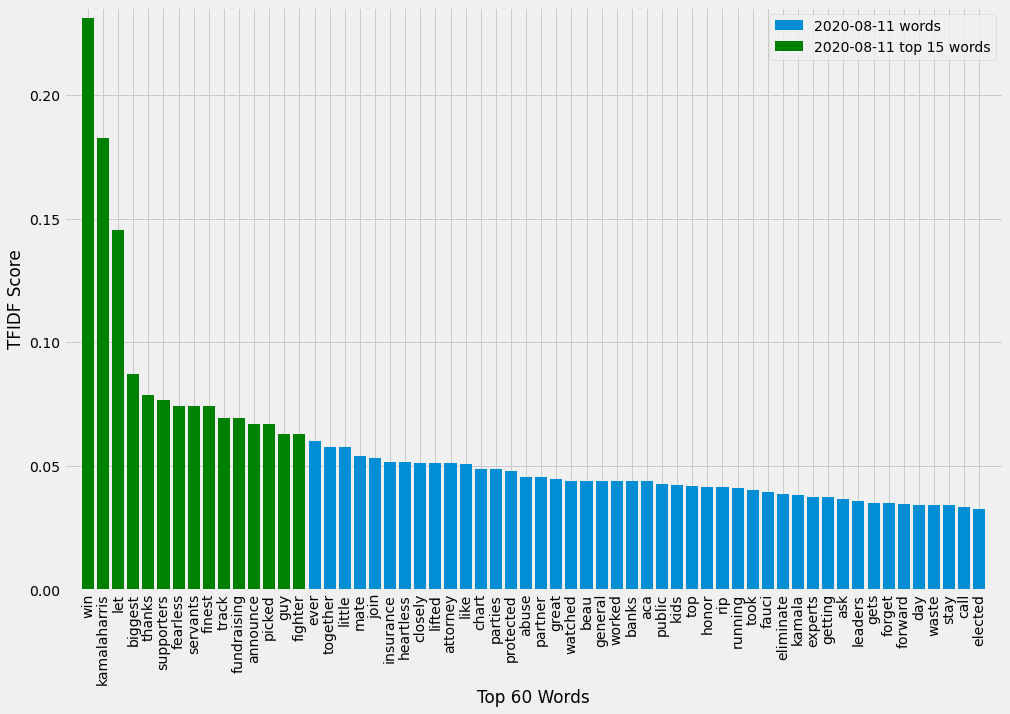 2020-08-11 words
2020-08-11 top 15 words
TFIDF Score
0.20
0.15
0.10
0.05
0.00
win
kamalaharris
let
biggest
thanks
supporters
fearless
servants
finest
track
fundraising
announce
picked
guy
fighter
ever
together
little
mate
join
insurance
heartless
closely
lifted
attorney
like
chart
parties
protected
abuse
partner
great
watched
beau
general
worked
banks
aca
public
kids
top
honor
rip
running
took
fauci
eliminate
kamala
experts
getting
ask
leaders
gets
forget
forward
day
waste
stay
call
elected
Top 60 Words